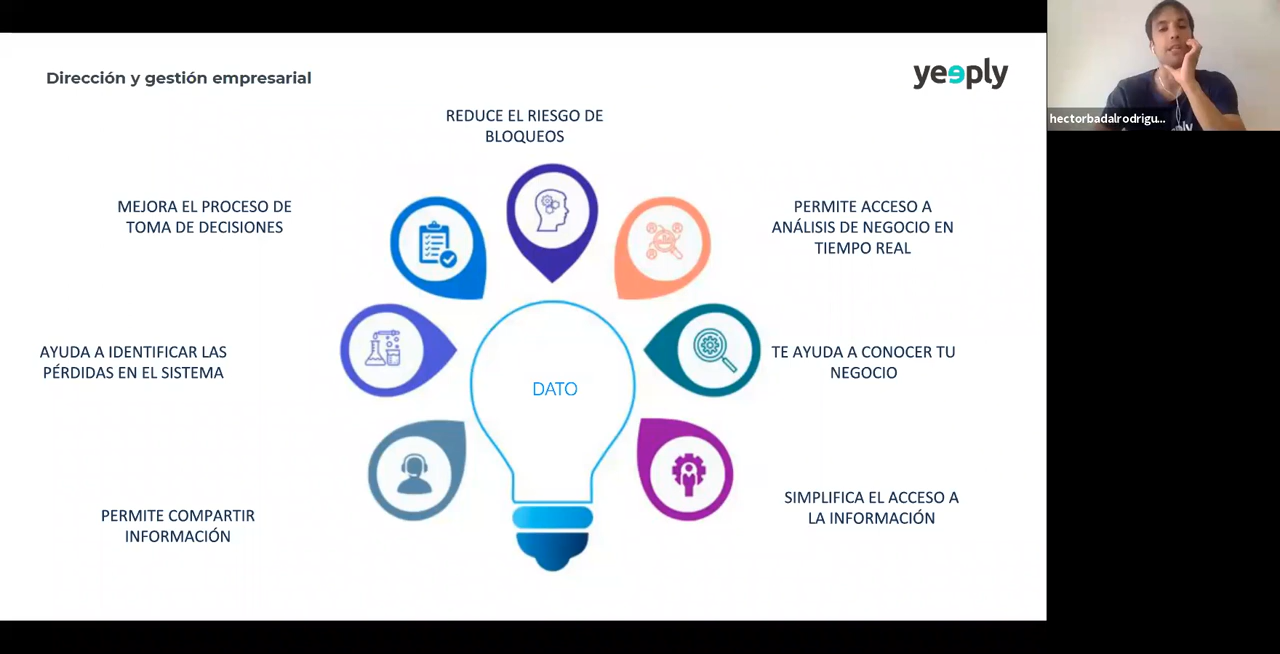 Dirección y gestión empresarial
yeeply
REDUCE EL RIESGO DE
BLOQUEOS
MEJORA EL PROCESO DE
TOMA DE DECISIONES
PERMITE ACCESO A
ANÁLISIS DE NEGOCIO EN
TIEMPO REAL
AYUDA A IDENTIFICAR LAS
PÉRDIDAS EN EL SISTEMA
DATO
TE AYUDA A CONOCER TU
NEGOCIO
PERMITE COMPARTIR
INFORMACIÓN
SIMPLIFICA EL ACCESO A
LA INFORMACIÓN
hectorbadalrodrigu...